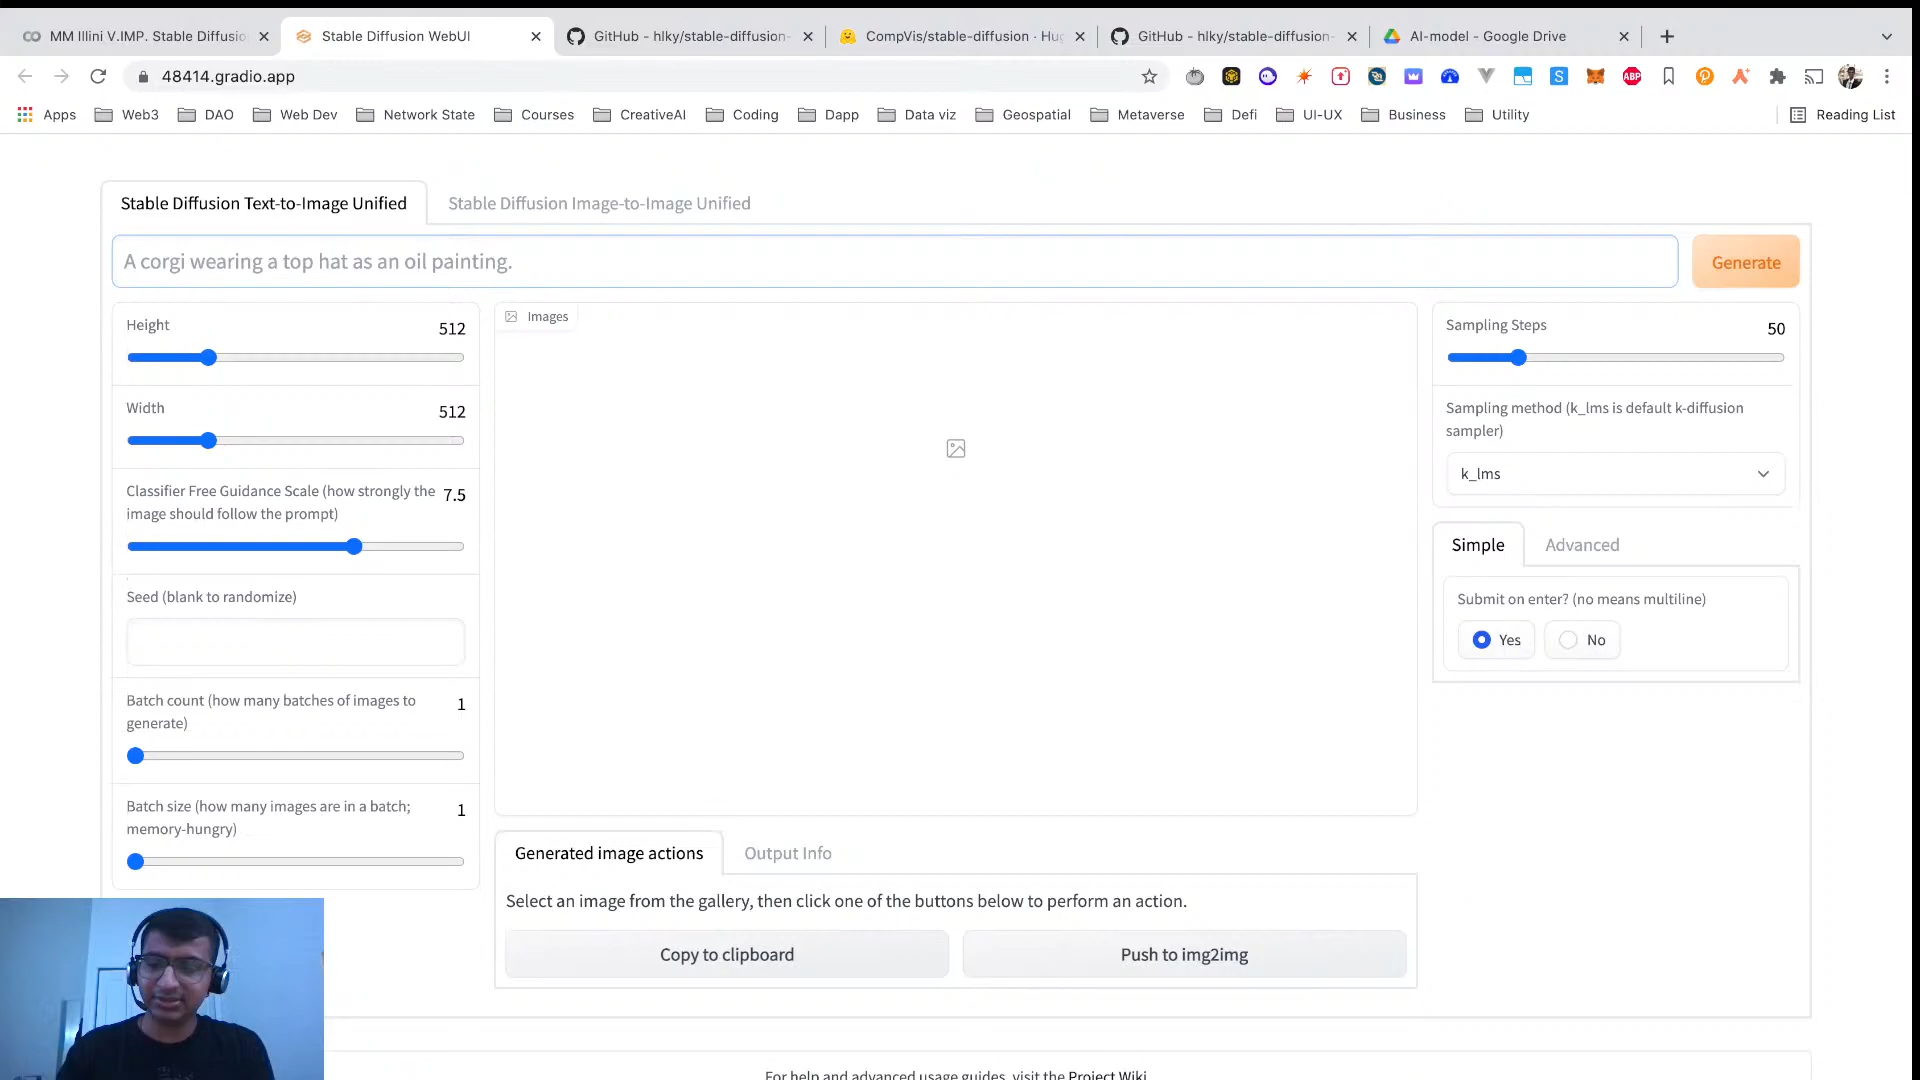 MM Illini V.IMP. Stable Diffusio
Stable Diffusion WebUI
GitHub - hlky/stable-diffusion-
CompVis/stable-diffusion · Hug
GitHub - hlky/stable-diffusion-
AI-model - Google Drive
48414.gradio.app
Apps
Web3
DAO
Web Dev
Network State
Courses
CreativeAI
Coding
Dapp
Data viz
Geospatial
Metaverse
Defi
UI-UX
Business
Utility
Reading List
Stable Diffusion Text-to-Image Unified
Stable Diffusion Image-to-Image Unified
A corgi wearing a top hat as an oil painting.
Generate
Height
512
Width
512
Classifier Free Guidance Scale (how strongly the
image should follow the prompt)
7.5
Seed (blank to randomize)
Batch count (how many batches of images to
generate)
1
Batch size (how many images are in a batch;
memory-hungry)
1
Images
Sampling Steps
50
Sampling method (k_lms is default k-diffusion
sampler)
k_lms
Simple
Advanced
Submit on enter? (no means multiline)
Yes
No
Generated image actions
Output Info
Select an image from the gallery, then click one of the buttons below to perform an action.
Copy to clipboard
Push to img2img
For help and advanced usage guides, visit the Project Wiki